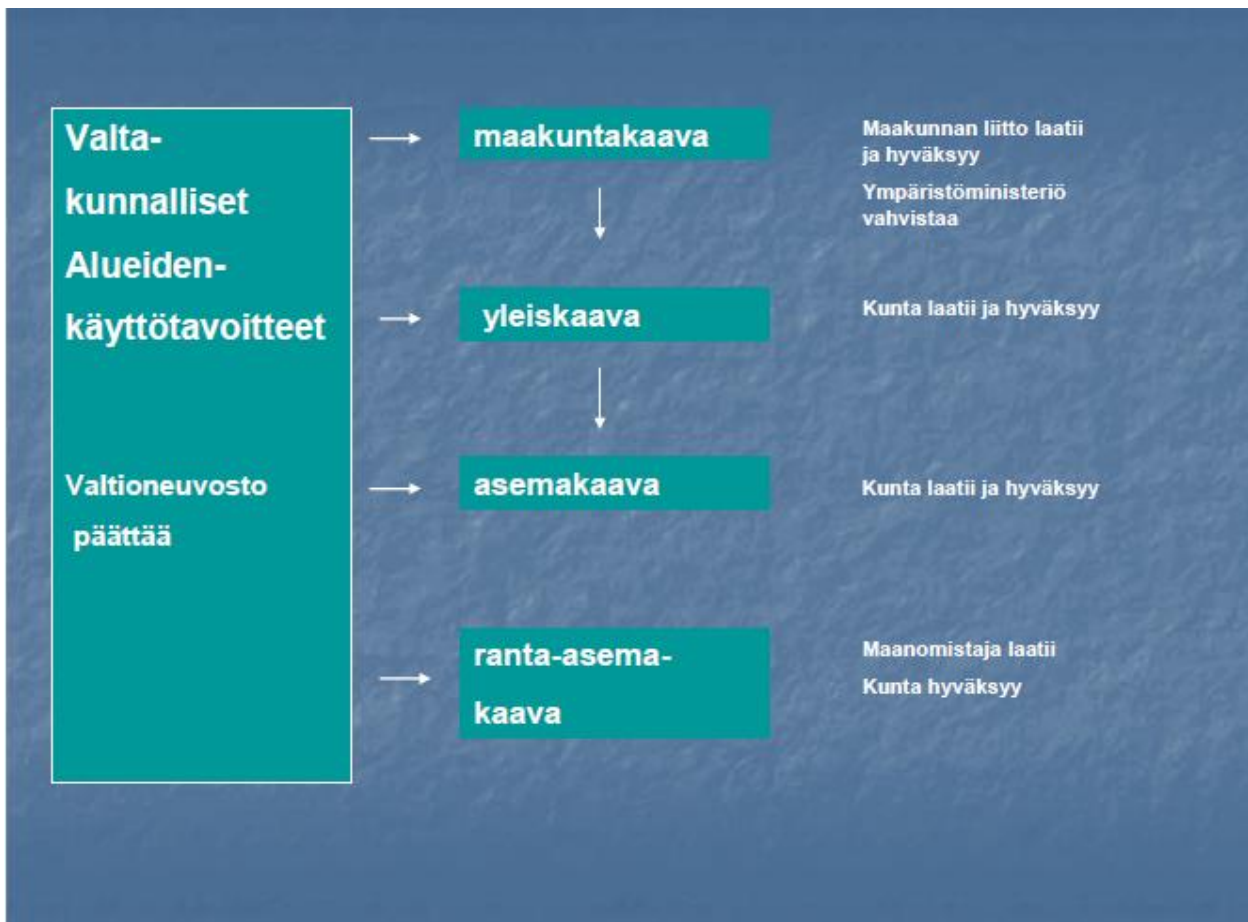 Valta-
kunnalliset
Alueiden-
käyttötavoitteet
Valtioneuvosto
päättää
maakuntakaava
Maakunnan liitto laatii
ja hyväksyy
Ympäristöministeriö
vahvistaa
yleiskaava
Kunta laatii ja hyväksyy
asemakaava
Kunta laatii ja hyväksyy
ranta-asema-
kaava
Maanomistaja laatii
Kunta hyväksyy